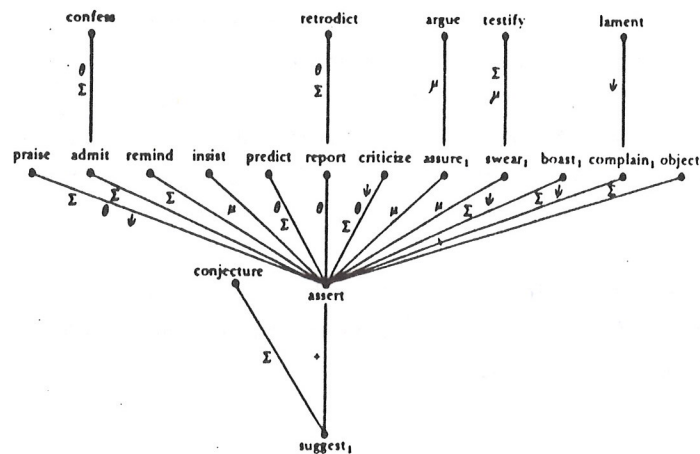 confess retrodict argue testify lament
θ θ Σ
Σ Σ μ μ ψ
praise admit remind insist predict report criticize assure₁ swear₁ boast₁ complain₁ object
Σ θ ψ Σ Σ μ θ Σ θ Σ θ ψ μ μ Σ ψ Σ ψ Σ
conjecture
assert
Σ +
suggest₁